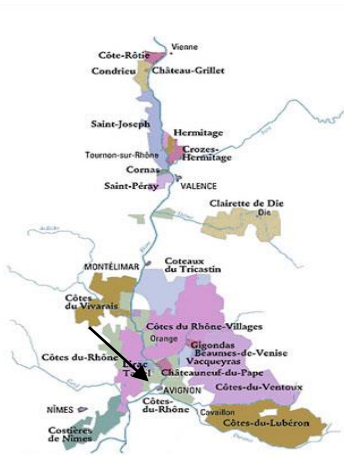 Vienne
Côte-Rôtie
Condrieu
Château-Grillet
Saint-Joseph
Hermitage
Tournon-sur-Rhône
Crozes-
Hermitage
Cornas
Saint-Péray
VALENCE
Clairette de Die
Die
Coteaux
du Tricastin
MONTÉLIMAR
Côtes
du Vivarais
Côtes du Rhône-Villages
Orange
Gigondas
Beaumes-de-Venise
Vacqueyras
Côtes du Rhône
Châteauneuf-du-Pape
Côtes-du-Ventoux
AVIGNON
Côtes-
du-Rhône
NÎMES
Cavaillon
Côtes-du-Lubéron
Costières
de Nîmes